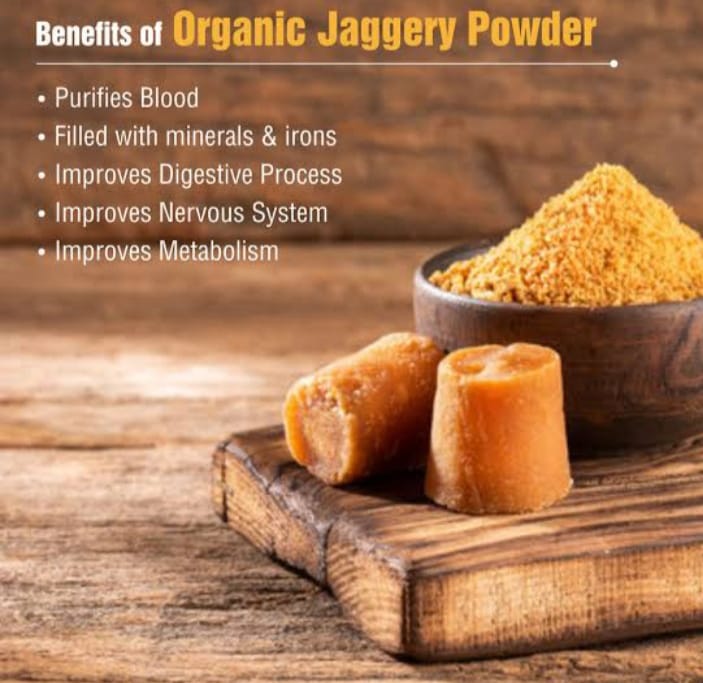 Benefits of Organic Jaggery Powder
• Purifies Blood
• Filled with minerals & irons
• Improves Digestive Process
• Improves Nervous System
• Improves Metabolism